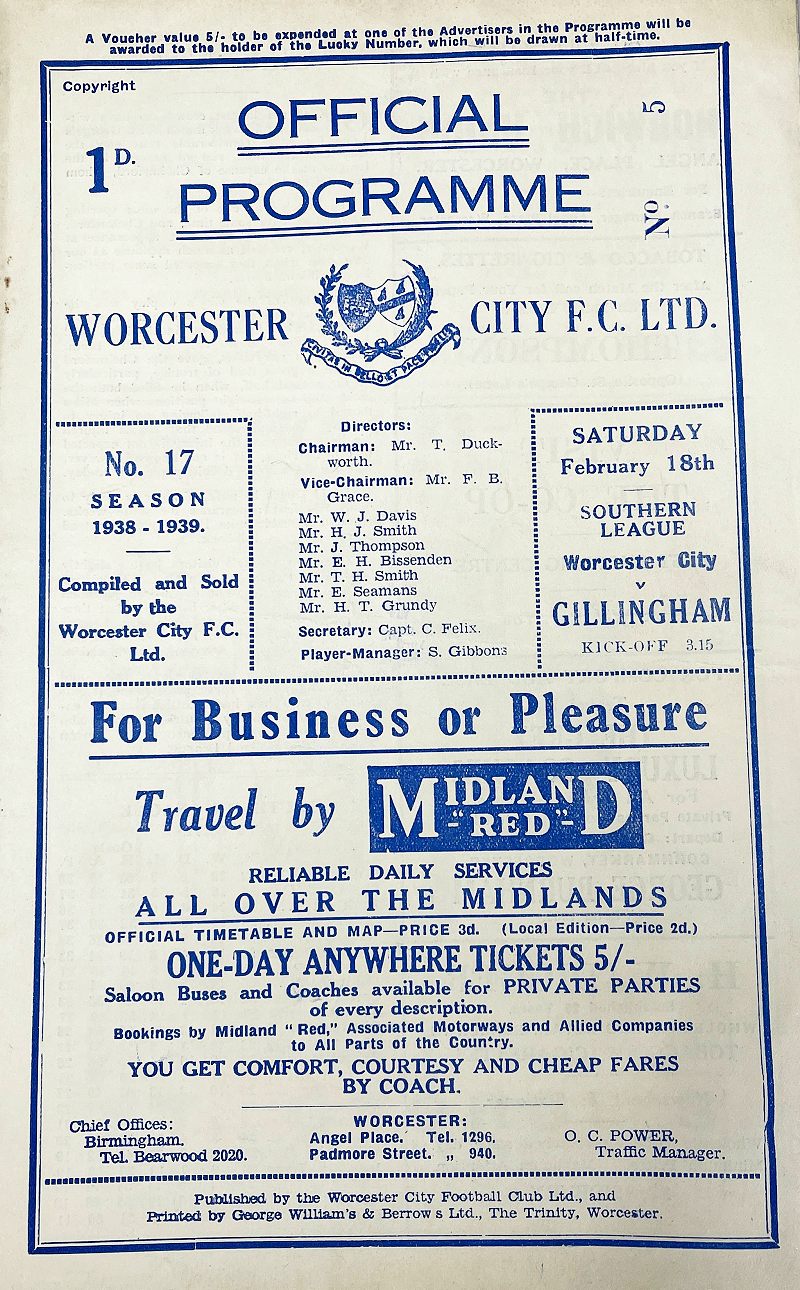 A Voucher value 5/- to be expended at one of the Advertisers in the Programme will be
awarded to the holder of the Lucky Number, which will be drawn at half-time.
Copyright
OFFICIAL
1D.
PROGRAMME
No 5
WORCESTER CITY F.C. LTD.
CIVITAS IN BELLO ET PACE FIDELIS
No. 17
SEASON
1938 - 1939.
Compiled and Sold
by the
Worcester City F.C.
Ltd.
Directors:
Chairman: Mr. T. Duck-
worth.
Vice-Chairman: Mr. F. B.
Grace.
Mr. W. J. Davis
Mr. H. J. Smith
Mr. J. Thompson
Mr. E. H. Bissenden
Mr. T. H. Smith
Mr. E. Seamans
Mr. H. T. Grundy
Secretary: Capt. C. Felix.
Player-Manager: S. Gibbons
SATURDAY
February 18th
SOUTHERN
LEAGUE
Worcester City
v
GILLINGHAM
KICK-OFF 3.15
For Business or Pleasure
Travel by MIDLAND "RED"
RELIABLE DAILY SERVICES
ALL OVER THE MIDLANDS
OFFICIAL TIMETABLE AND MAP—PRICE 3d. (Local Edition—Price 2d.)
ONE-DAY ANYWHERE TICKETS 5/-
Saloon Buses and Coaches available for PRIVATE PARTIES
of every description.
Bookings by Midland "Red," Associated Motorways and Allied Companies
to All Parts of the Country.
YOU GET COMFORT, COURTESY AND CHEAP FARES
BY COACH.
Chief Offices:
Birmingham.
Tel. Bearwood 2020.
WORCESTER:
Angel Place. Tel. 1296.
Padmore Street. „ 940.
O. C. POWER,
Traffic Manager.
Published by the Worcester City Football Club Ltd., and
Printed by George William's & Berrow s Ltd., The Trinity, Worcester.